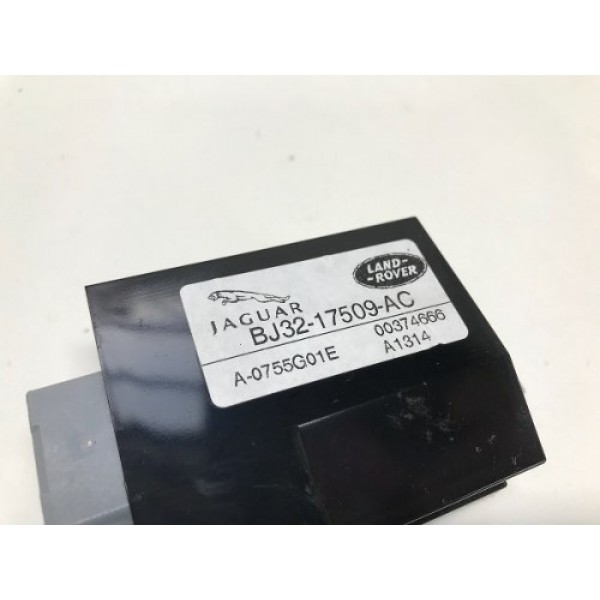 JAGUAR
LAND-
-ROVER
BJ32-17509-AC
A-0755G01E
00374666
A1314